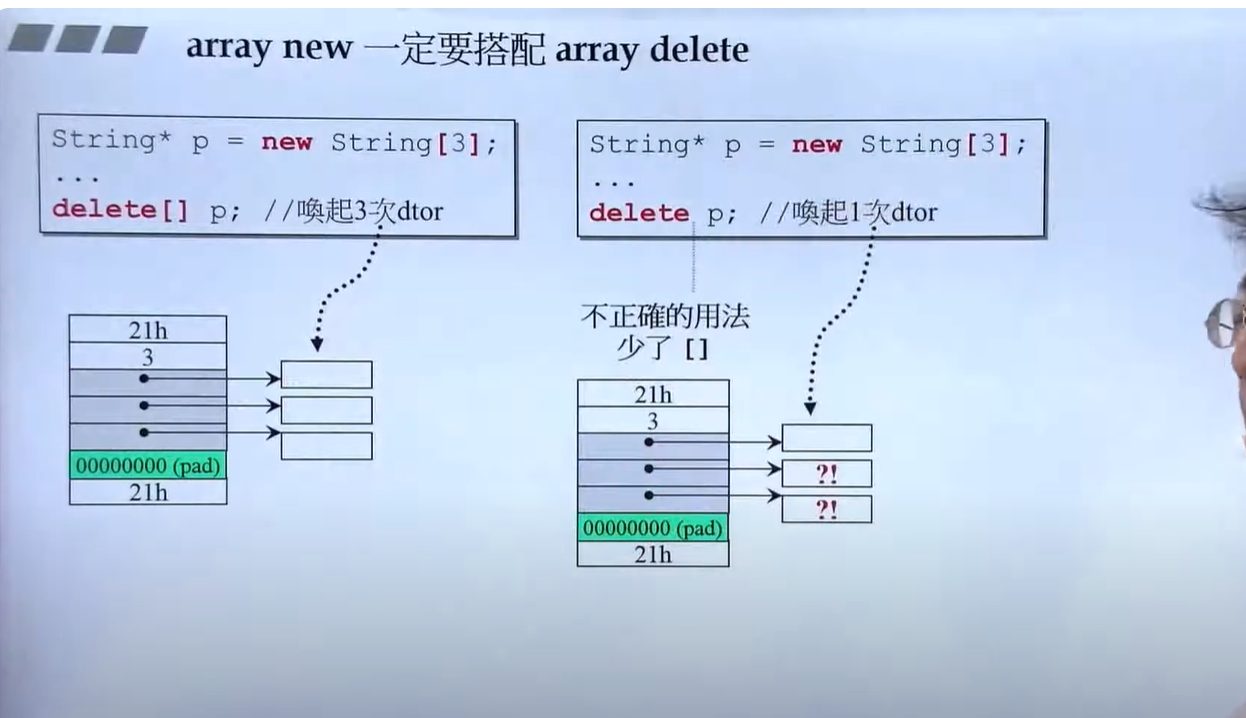 array new 一定要搭配 array delete
String* p = new String[3];
...
delete[] p; //喚起3次dtor
21h
3
00000000 (pad)
21h
String* p = new String[3];
...
delete p; //喚起1次dtor
不正確的用法
少了 []
21h
3
?!
?!
00000000 (pad)
21h